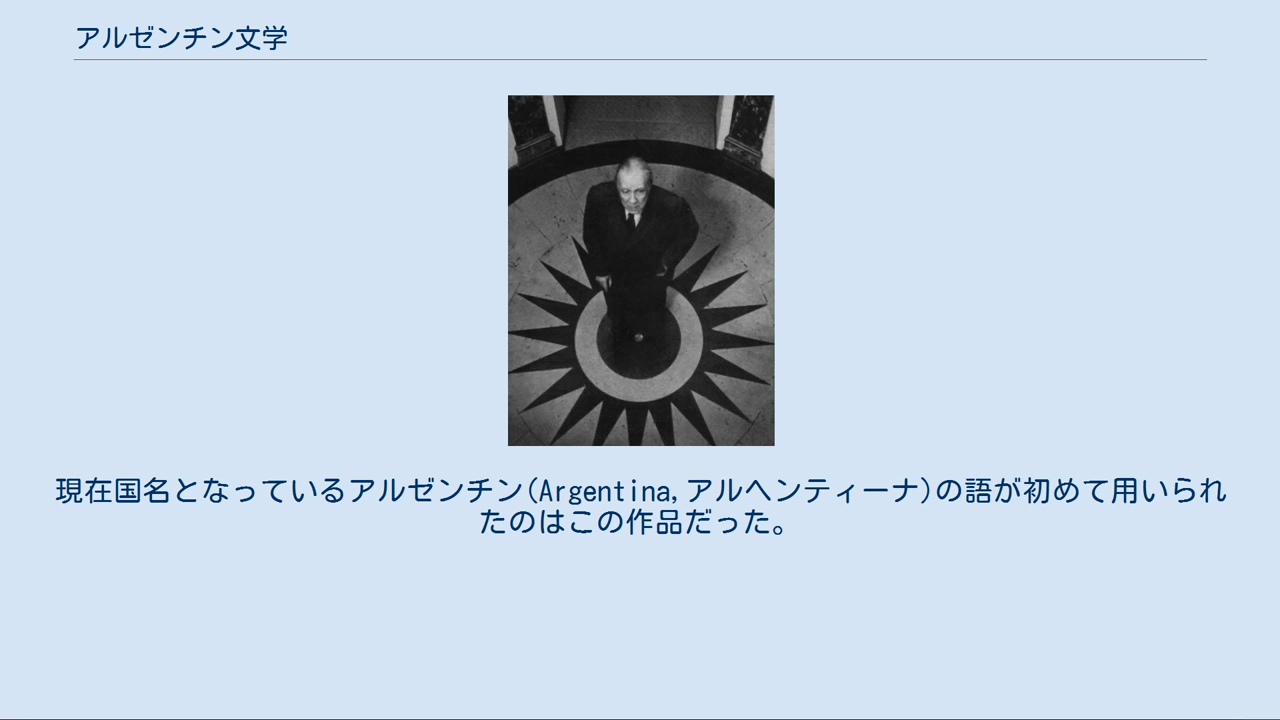 アルゼンチン文学
現在国名となっているアルゼンチン(Argentina,アルヘンティーナ)の語が初めて用いられ
たのはこの作品だった。